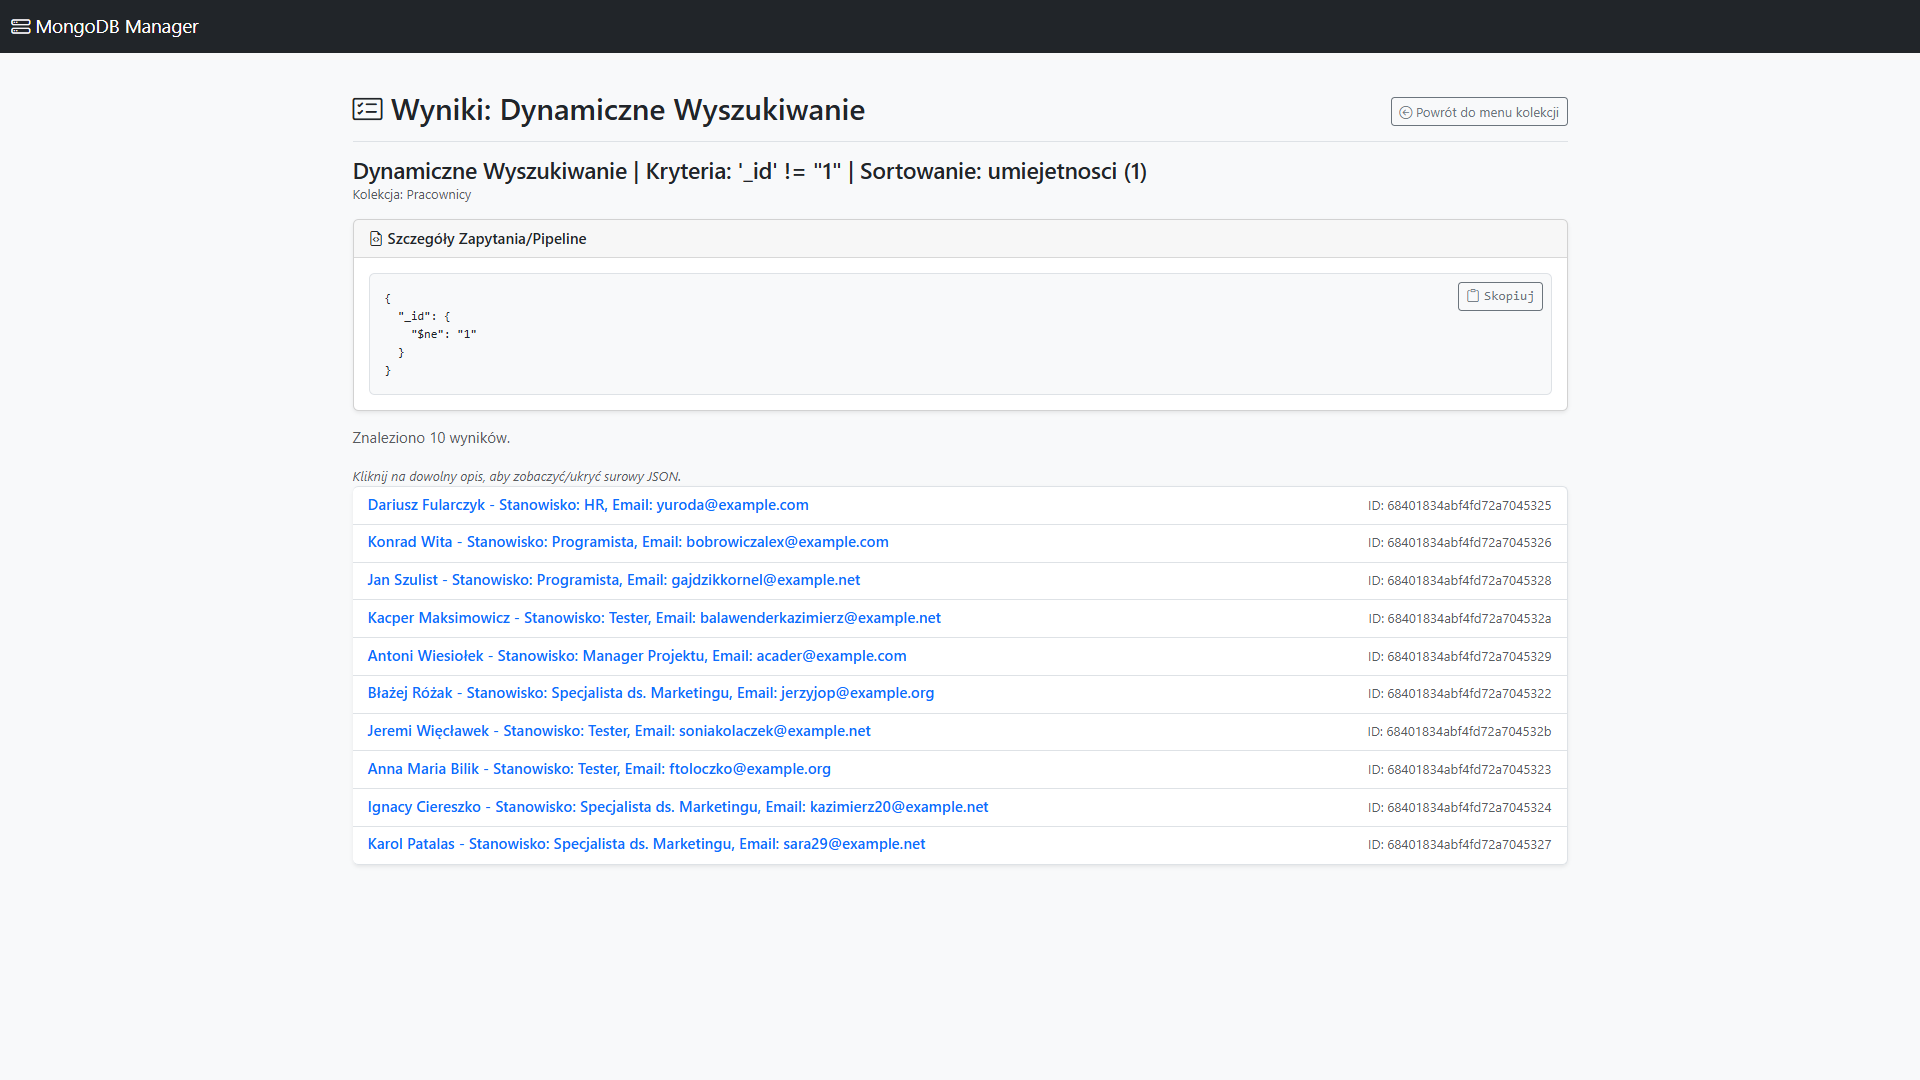 MongoDB Manager
Wyniki: Dynamiczne Wyszukiwanie
Powrót do menu kolekcji
Dynamiczne Wyszukiwanie | Kryteria: '_id' != "1" | Sortowanie: umiejetnosci (1)
Kolekcja: Pracownicy
Szczegóły Zapytania/Pipeline
Skopiuj
{
"_id": {
"$ne": "1"
}
}
Znaleziono 10 wyników.
Kliknij na dowolny opis, aby zobaczyć/ukryć surowy JSON.
Dariusz Fularczyk - Stanowisko: HR, Email: yuroda@example.com ID: 68401834abf4fd72a7045325
Konrad Wita - Stanowisko: Programista, Email: bobrowiczalex@example.com ID: 68401834abf4fd72a7045326
Jan Szulist - Stanowisko: Programista, Email: gajdzikkornel@example.net ID: 68401834abf4fd72a7045328
Kacper Maksimowicz - Stanowisko: Tester, Email: balawenderkazimierz@example.net ID: 68401834abf4fd72a704532a
Antoni Wiesiołek - Stanowisko: Manager Projektu, Email: acader@example.com ID: 68401834abf4fd72a7045329
Błażej Różak - Stanowisko: Specjalista ds. Marketingu, Email: jerzyjop@example.org ID: 68401834abf4fd72a7045322
Jeremi Więcławek - Stanowisko: Tester, Email: soniakolaczek@example.net ID: 68401834abf4fd72a704532b
Anna Maria Bilik - Stanowisko: Tester, Email: ftoloczko@example.org ID: 68401834abf4fd72a7045323
Ignacy Ciereszko - Stanowisko: Specjalista ds. Marketingu, Email: kazimierz20@example.net ID: 68401834abf4fd72a7045324
Karol Patalas - Stanowisko: Specjalista ds. Marketingu, Email: sara29@example.net ID: 68401834abf4fd72a7045327